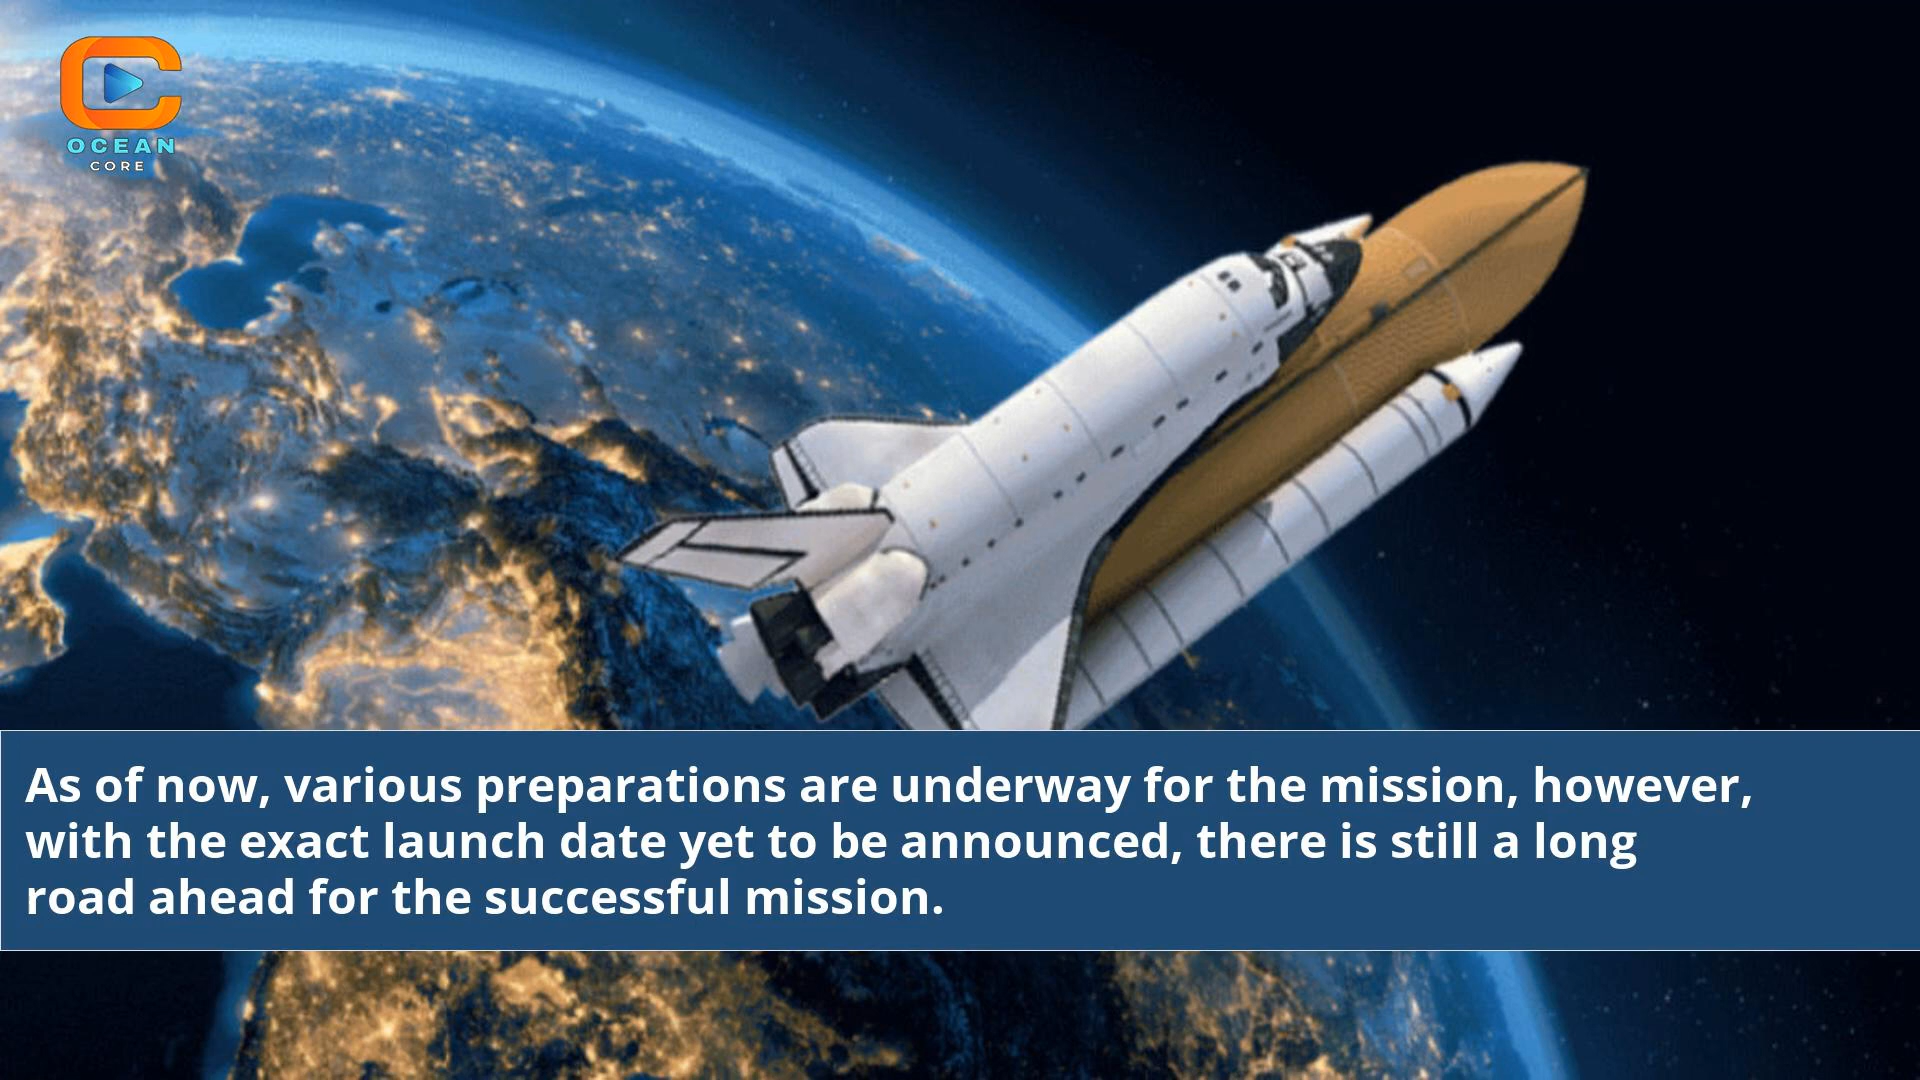 OCEAN
CORE
As of now, various preparations are underway for the mission, however,
with the exact launch date yet to be announced, there is still a long
road ahead for the successful mission.